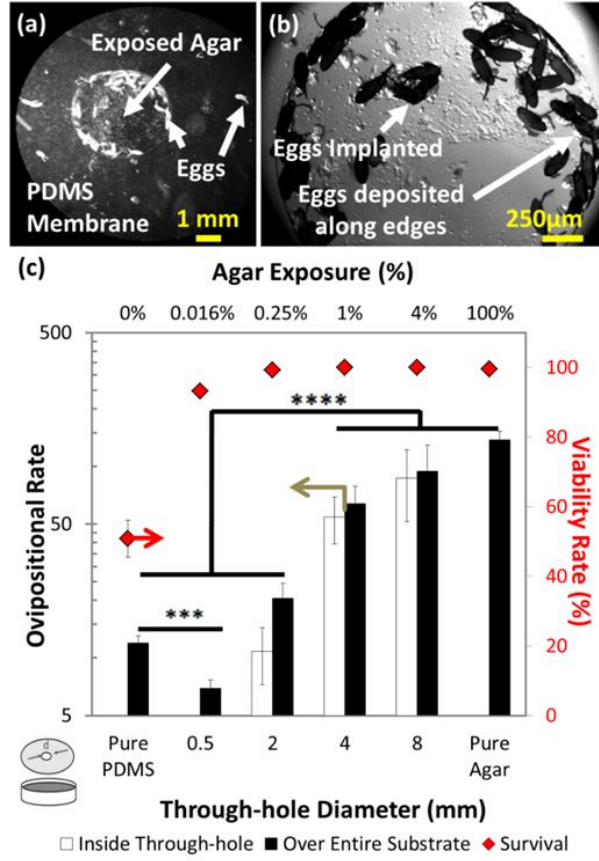 (a)
Exposed Agar
Eggs
PDMS
Membrane
1 mm
(b)
Eggs Implanted
Eggs deposited
along edges
250μm
(c)
Agar Exposure (%)
0% 0.016% 0.25% 1% 4% 100%
500
50
5
Ovipositional Rate
****
***
100
80
60
40
20
0
Viability Rate (%)
d
Pure PDMS 0.5 2 4 8 Pure Agar
Through-hole Diameter (mm)
Inside Through-hole Over Entire Substrate Survival